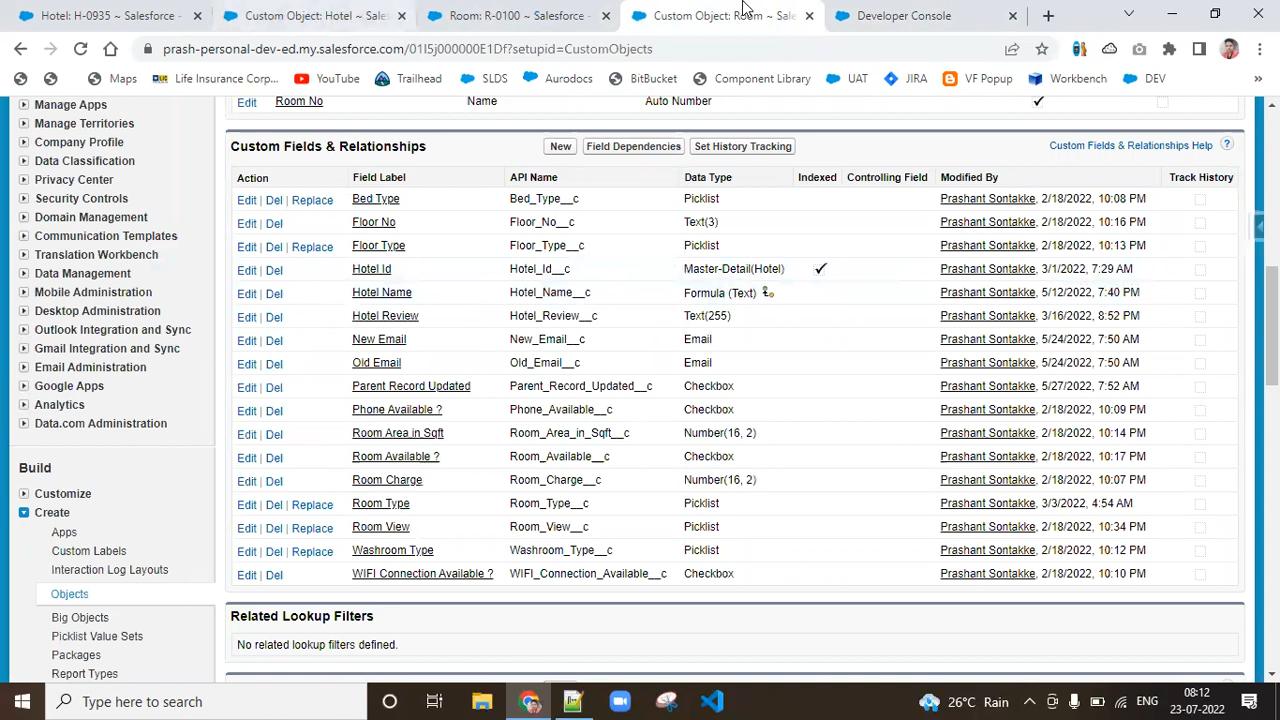 Hotel: H-0935 ~ Salesforce -
Custom Object: Hotel ~ Sales
Room: R-0100 ~ Salesforce -
Custom Object: Room ~ Sale
Developer Console
prash-personal-dev-ed.my.salesforce.com/01I5j000000E1Df?setupid=CustomObjects
Maps
Life Insurance Corp...
YouTube
Trailhead
SLDS
Aurodocs
BitBucket
Component Library
UAT
JIRA
VF Popup
Workbench
DEV
»
Manage Apps
Manage Territories
Company Profile
Data Classification
Privacy Center
Security Controls
Domain Management
Communication Templates
Translation Workbench
Data Management
Mobile Administration
Desktop Administration
Outlook Integration and Sync
Gmail Integration and Sync
Email Administration
Google Apps
Analytics
Data.com Administration
Build
Customize
Create
Apps
Custom Labels
Interaction Log Layouts
Objects
Big Objects
Picklist Value Sets
Packages
Report Types
Edit Room No Name Auto Number
Custom Fields & Relationships New Field Dependencies Set History Tracking Custom Fields & Relationships Help ?
Action Field Label API Name Data Type Indexed Controlling Field Modified By Track History
Edit | Del | Replace Bed Type Bed_Type__c Picklist Prashant Sontakke, 2/18/2022, 10:08 PM
Edit | Del Floor No Floor_No__c Text(3) Prashant Sontakke, 2/18/2022, 10:16 PM
Edit | Del | Replace Floor Type Floor_Type__c Picklist Prashant Sontakke, 2/18/2022, 10:13 PM
Edit | Del Hotel Id Hotel_Id__c Master-Detail(Hotel) Prashant Sontakke, 3/1/2022, 7:29 AM
Edit | Del Hotel Name Hotel_Name__c Formula (Text) Prashant Sontakke, 5/12/2022, 7:40 PM
Edit | Del Hotel Review Hotel_Review__c Text(255) Prashant Sontakke, 3/16/2022, 8:52 PM
Edit | Del New Email New_Email__c Email Prashant Sontakke, 5/24/2022, 7:50 AM
Edit | Del Old Email Old_Email__c Email Prashant Sontakke, 5/24/2022, 7:50 AM
Edit | Del Parent Record Updated Parent_Record_Updated__c Checkbox Prashant Sontakke, 5/27/2022, 7:52 AM
Edit | Del Phone Available ? Phone_Available__c Checkbox Prashant Sontakke, 2/18/2022, 10:09 PM
Edit | Del Room Area in Sqft Room_Area_in_Sqft__c Number(16, 2) Prashant Sontakke, 2/18/2022, 10:14 PM
Edit | Del Room Available ? Room_Available__c Checkbox Prashant Sontakke, 2/18/2022, 10:17 PM
Edit | Del Room Charge Room_Charge__c Number(16, 2) Prashant Sontakke, 2/18/2022, 10:07 PM
Edit | Del | Replace Room Type Room_Type__c Picklist Prashant Sontakke, 3/3/2022, 4:54 AM
Edit | Del | Replace Room View Room_View__c Picklist Prashant Sontakke, 2/18/2022, 10:34 PM
Edit | Del | Replace Washroom Type Washroom_Type__c Picklist Prashant Sontakke, 2/18/2022, 10:12 PM
Edit | Del WIFI Connection Available ? WIFI_Connection_Available__c Checkbox Prashant Sontakke, 2/18/2022, 10:10 PM
Related Lookup Filters
No related lookup filters defined.
Type here to search
26°C Rain
ENG
08:12
23-07-2022